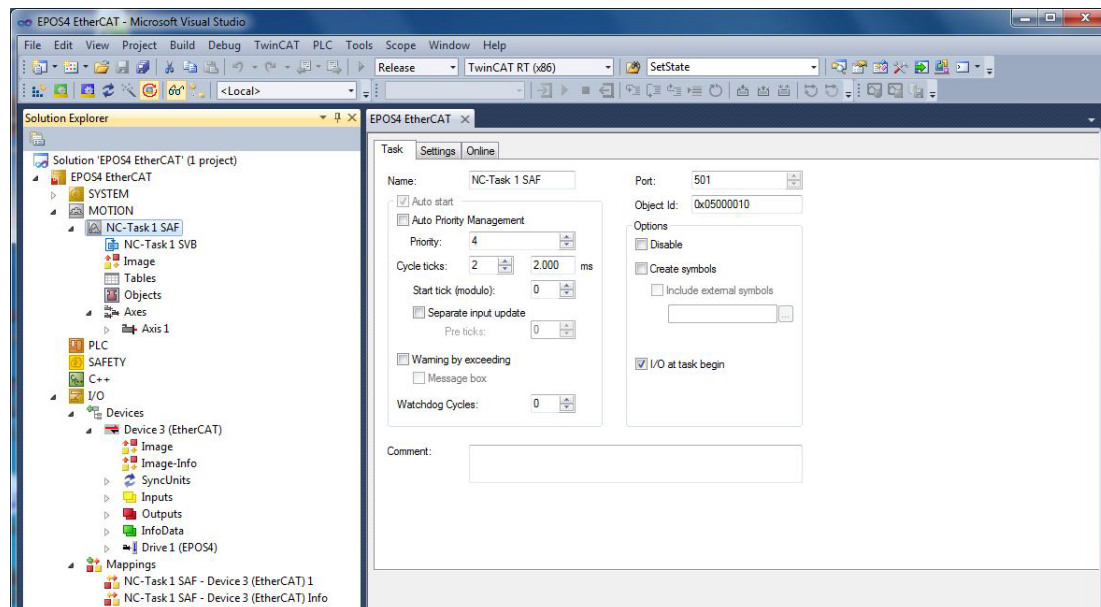 EPOS4 EtherCAT - Microsoft Visual Studio
File Edit View Project Build Debug TwinCAT PLC Tools Scope Window Help
Release TwinCAT RT (x86) SetState
<Local>
Solution Explorer
EPOS4 EtherCAT
Solution 'EPOS4 EtherCAT' (1 project)
EPOS4 EtherCAT
SYSTEM
MOTION
NC-Task 1 SAF
NC-Task 1 SVB
Image
Tables
Objects
Axes
Axis 1
PLC
SAFETY
C++
I/O
Devices
Device 3 (EtherCAT)
Image
Image-Info
SyncUnits
Inputs
Outputs
InfoData
Drive 1 (EPOS4)
Mappings
NC-Task 1 SAF - Device 3 (EtherCAT) 1
NC-Task 1 SAF - Device 3 (EtherCAT) Info
Task Settings Online
Name: NC-Task 1 SAF
Auto start
Auto Priority Management
Priority: 4
Cycle ticks: 2 2.000 ms
Start tick (modulo): 0
Separate input update
Pre ticks: 0
Warning by exceeding
Message box
Watchdog Cycles: 0
Port: 501
Object Id: 0x05000010
Options
Disable
Create symbols
Include external symbols
...
I/O at task begin
Comment: